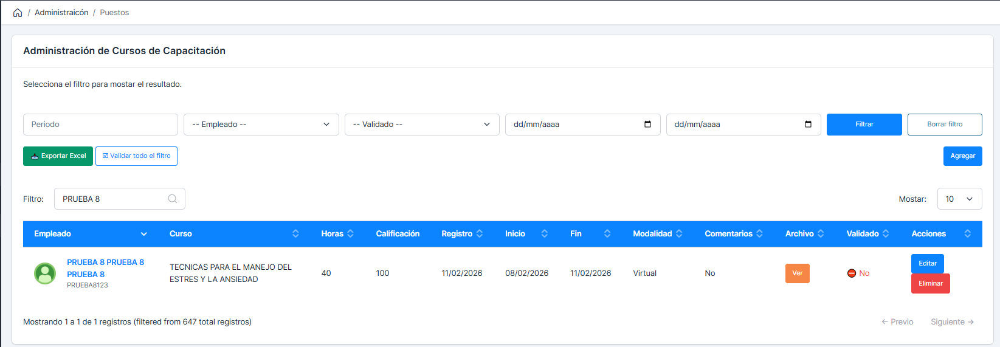 / Administraicón / Puestos
Administración de Cursos de Capacitación
Selecciona el filtro para mostar el resultado.
Periodo -- Empleado -- -- Validado -- dd/mm/aaaa dd/mm/aaaa Filtrar Borrar filtro
Exportar Excel Validar todo el filtro Agregar
Filtro: PRUEBA 8 Mostar: 10
Empleado Curso Horas Calificación Registro Inicio Fin Modalidad Comentarios Archivo Validado Acciones
PRUEBA 8 PRUEBA 8
PRUEBA 8
PRUEBA8123
TECNICAS PARA EL MANEJO DEL
ESTRES Y LA ANSIEDAD
40 100 11/02/2026 08/02/2026 11/02/2026 Virtual No Ver No
Editar
Eliminar
Mostrando 1 a 1 de 1 registros (filtered from 647 total registros) ← Previo Siguiente →